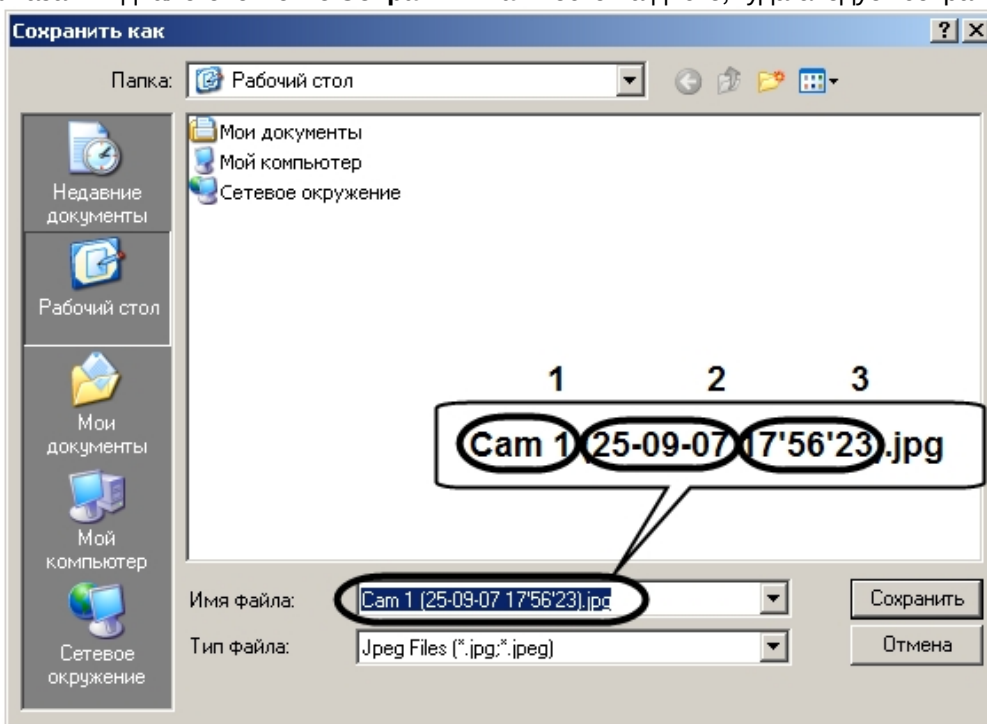 Сохранить как
Папка: Рабочий стол
Мои документы
Мой компьютер
Сетевое окружение
Недавние
документы
Рабочий стол
Мои
документы
Мой
компьютер
Сетевое
окружение
1 2 3
Cam 1 (25-09-07 17'56'23).jpg
Имя файла: Cam 1 (25-09-07 17'56'23).jpg
Сохранить
Тип файла: Jpeg Files (*.jpg;*.jpeg)
Отмена